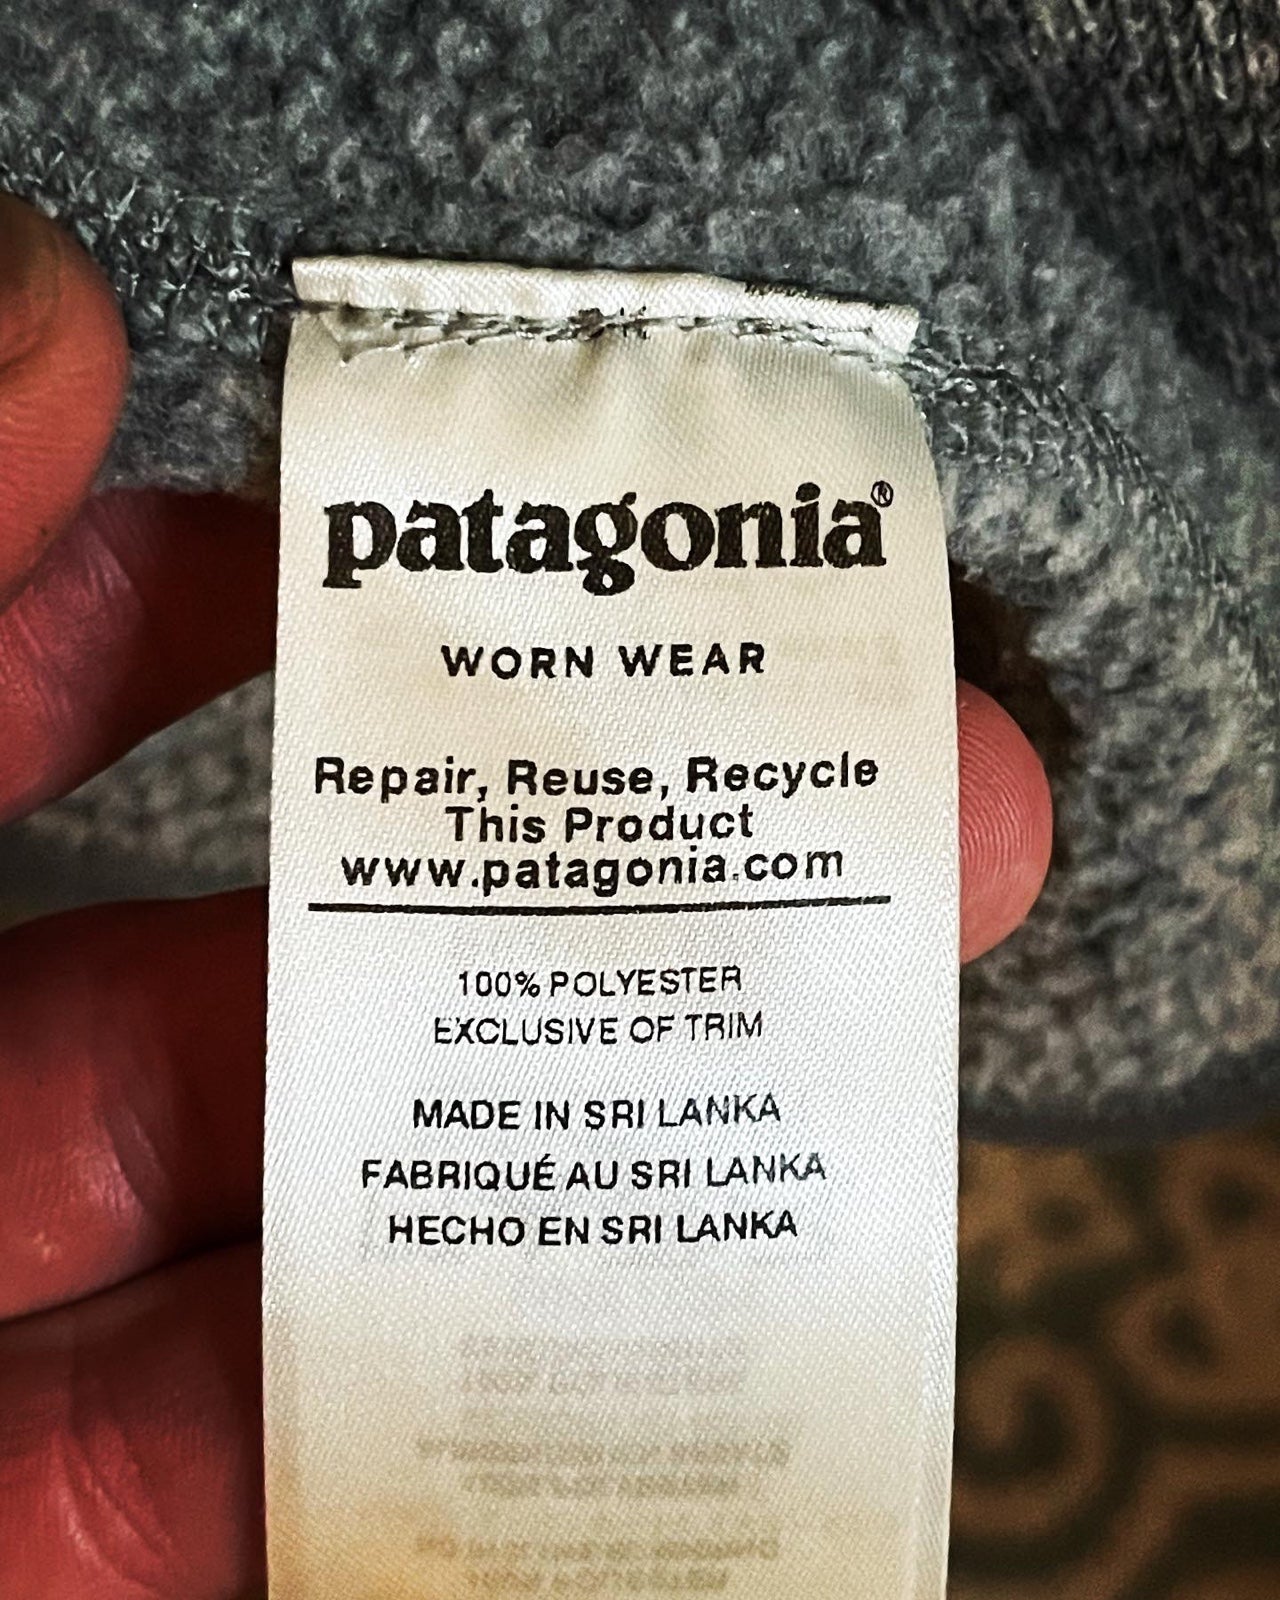 patagonia®
WORN WEAR
Repair, Reuse, Recycle
This Product
www.patagonia.com
100% POLYESTER
EXCLUSIVE OF TRIM
MADE IN SRI LANKA
FABRIQUÉ AU SRI LANKA
HECHO EN SRI LANKA